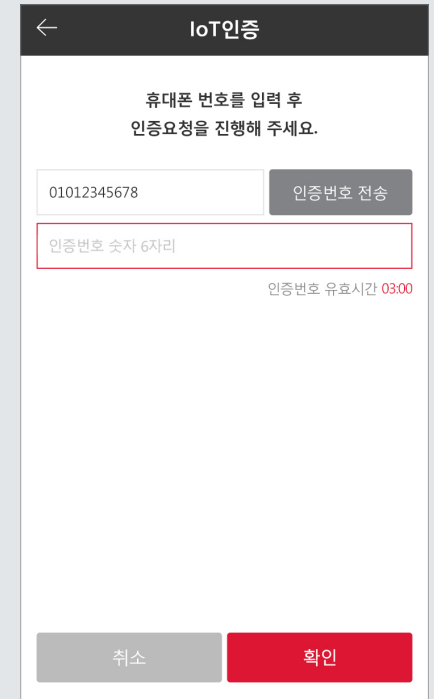 IoT인증
휴대폰 번호를 입력 후
인증요청을 진행해 주세요.
01012345678
인증번호 전송
인증번호 숫자 6자리
인증번호 유효시간 03:00
취소
확인